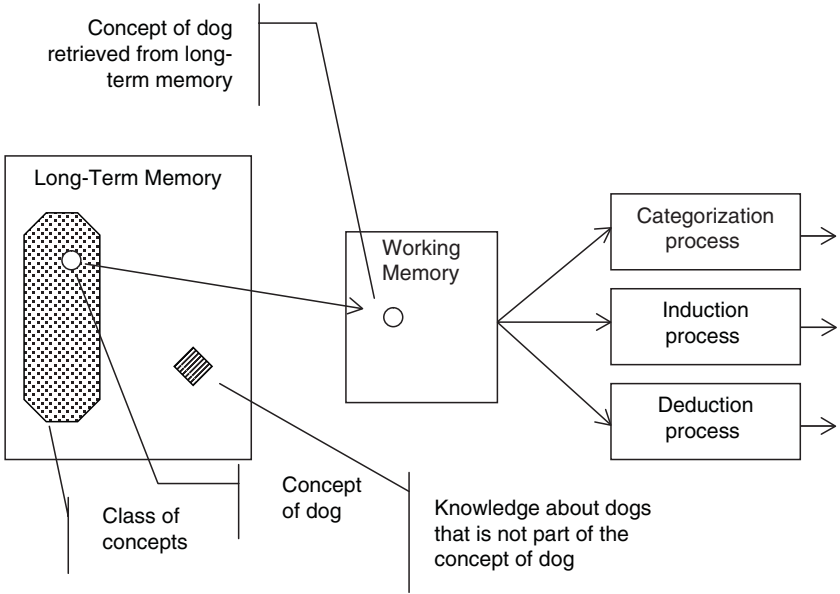 Concept of dog
retrieved from long-
term memory
Long-Term Memory
Working
Memory
Categorization
process
Induction
process
Deduction
process
Class of
concepts
Concept
of dog
Knowledge about dogs
that is not part of the
concept of dog